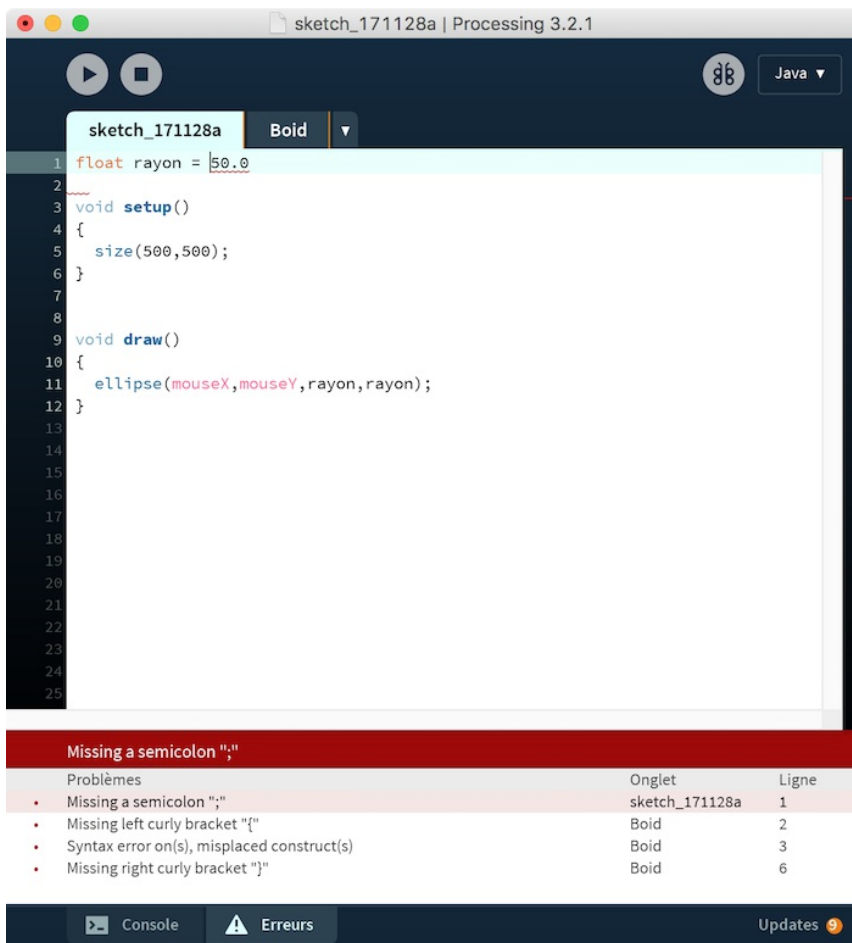 sketch_171128a | Processing 3.2.1
Java ▼
sketch_171128a Boid ▼
1 float rayon = 50.0
2
3 void setup()
4 {
5   size(500,500);
6 }
7
8
9 void draw()
10 {
11   ellipse(mouseX,mouseY,rayon,rayon);
12 }
13
14
15
16
17
18
19
20
21
22
23
24
25
Missing a semicolon ";"
Problèmes Onglet Ligne
• Missing a semicolon ";" sketch_171128a 1
• Missing left curly bracket "{" Boid 2
• Syntax error on(s), misplaced construct(s) Boid 3
• Missing right curly bracket "}" Boid 6
>_ Console Erreurs Updates 9